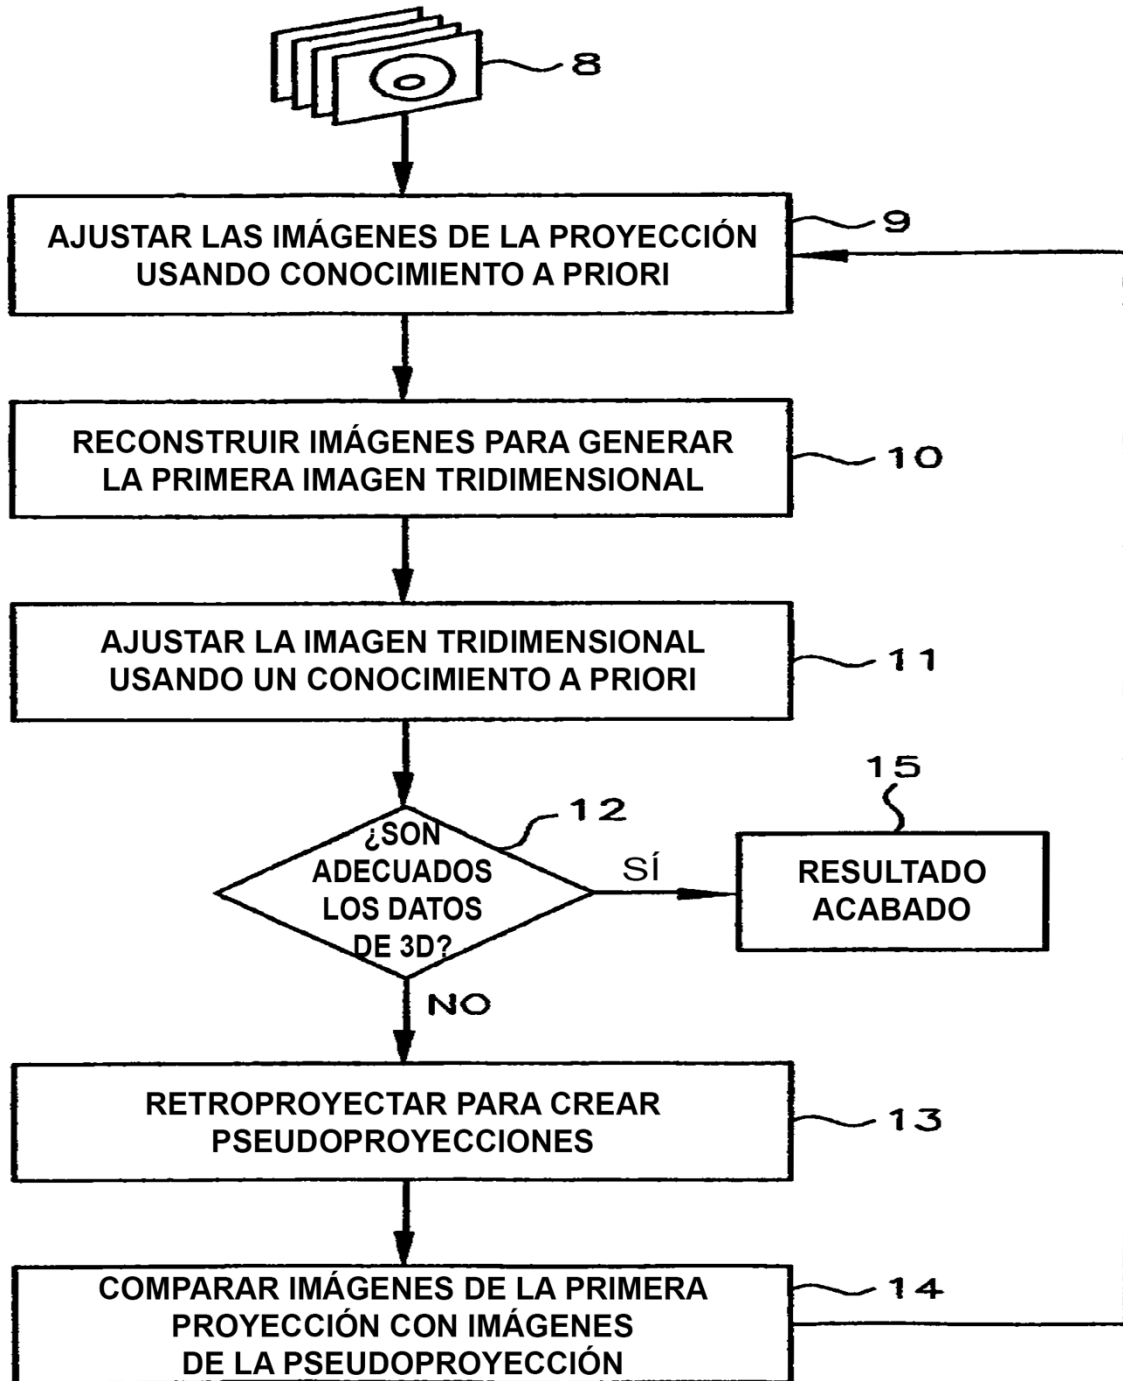 8
9
AJUSTAR LAS IMÁGENES DE LA PROYECCIÓN
USANDO CONOCIMIENTO A PRIORI
RECONSTRUIR IMÁGENES PARA GENERAR
LA PRIMERA IMAGEN TRIDIMENSIONAL
10
AJUSTAR LA IMAGEN TRIDIMENSIONAL
USANDO UN CONOCIMIENTO A PRIORI
11
12
¿SON
ADECUADOS
LOS DATOS
DE 3D?
SÍ
15
RESULTADO
ACABADO
NO
RETROPROYECTAR PARA CREAR
PSEUDOPROYECCIONES
13
COMPARAR IMÁGENES DE LA PRIMERA
PROYECCIÓN CON IMÁGENES
DE LA PSEUDOPROYECCIÓN
14